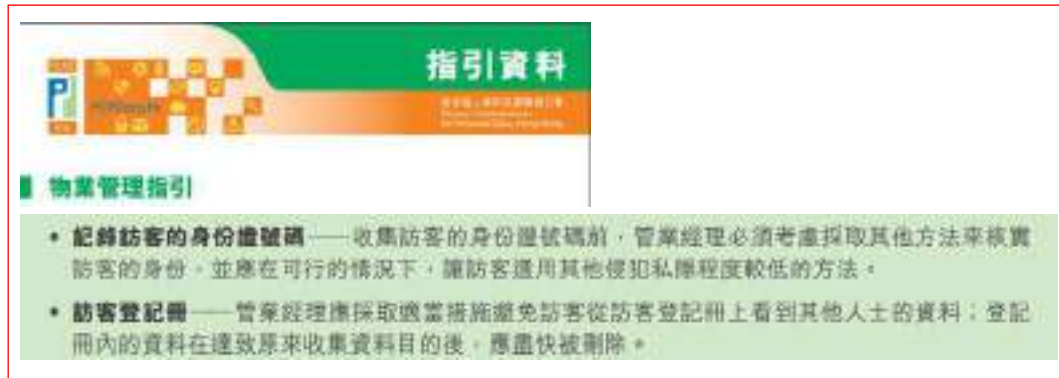 指引資料
物業管理指引
• 記錄訪客的身份證號碼——收集訪客的身份證號碼前，管業經理必須考慮採取其他方法來核實
訪客的身份，並應在可行的情況下，讓訪客選用其他侵犯私隱程度較低的方法。
• 訪客登記冊——管業經理應採取適當措施避免訪客從訪客登記冊上看到其他人士的資料；登記
冊內的資料在達致原來收集資料目的後，應盡快被刪除。